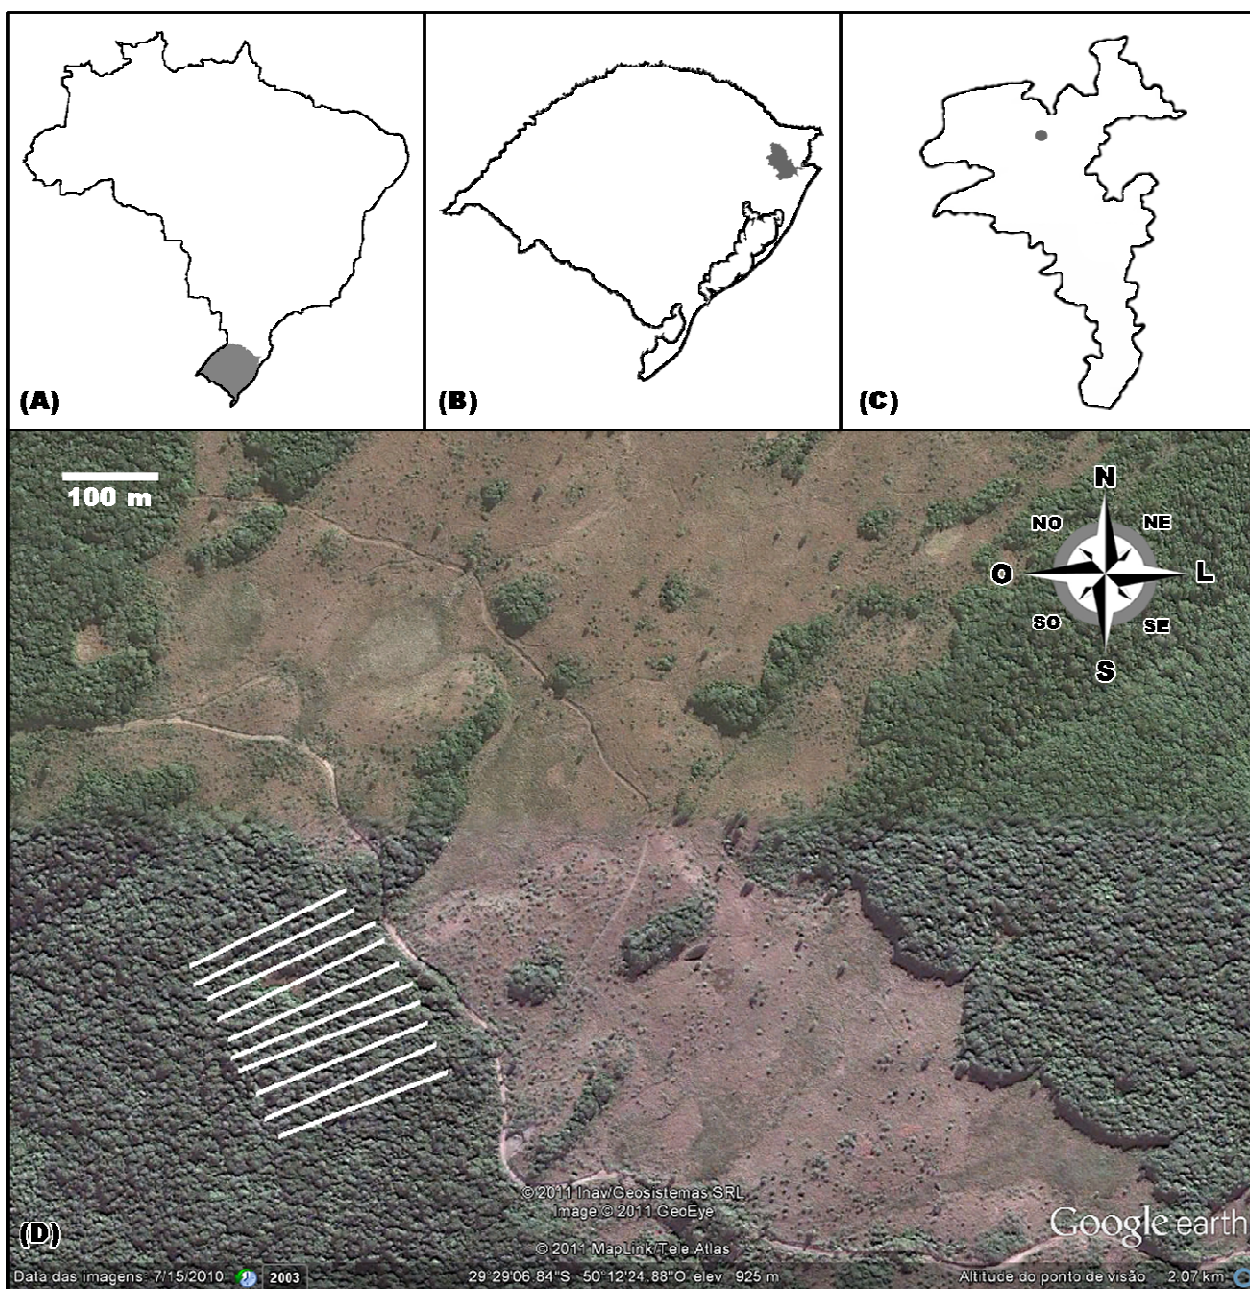 (A)
(B)
(C)
100 m
N
NO
NE
O
L
SO
SE
S
© 2011 Inav/Geosistemas SRL
Image © 2011 GeoEye
© 2011 MapLink/Tele Atlas
(D)
Google earth
Data das imagens: 7/15/2010
2003
29°29'06.84"S 50°12'24.88"O elev 925 m
Altitude do ponto de visão 2.07 km